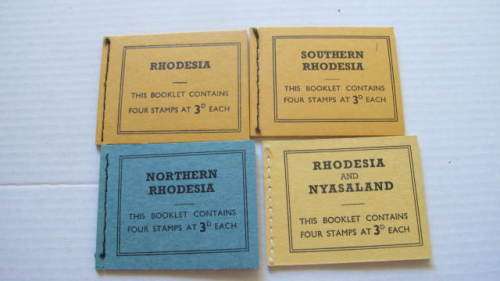 RHODESIA
THIS BOOKLET CONTAINS
FOUR STAMPS AT 3D EACH
SOUTHERN
RHODESIA
THIS BOOKLET CONTAINS
FOUR STAMPS AT 3D EACH
NORTHERN
RHODESIA
THIS BOOKLET CONTAINS
FOUR STAMPS AT 3D EACH
RHODESIA
AND
NYASALAND
THIS BOOKLET CONTAINS
FOUR STAMPS AT 3D EACH